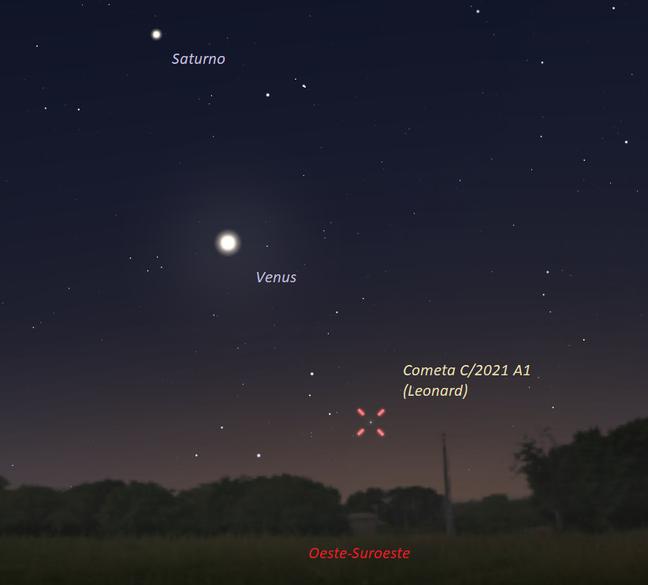 Saturno
Venus
Cometa C/2021 A1
(Leonard)
Oeste-Suroeste